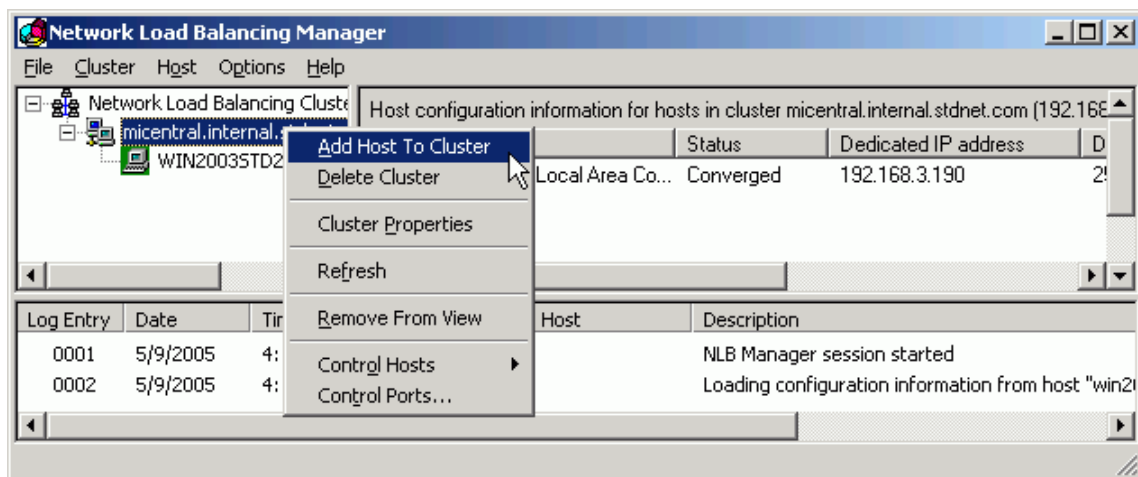 Network Load Balancing Manager
File Cluster Host Options Help
Network Load Balancing Cluste
Host configuration information for hosts in cluster micentral.internal.stdnet.com (192.168
micentral.internal.
WIN2003STD2
Status Dedicated IP address D
Local Area Co... Converged 192.168.3.190
Add Host To Cluster
Delete Cluster
Cluster Properties
Refresh
Remove From View
Control Hosts
Control Ports...
Log Entry Date Host Description
0001 5/9/2005 4: NLB Manager session started
0002 5/9/2005 4: Loading configuration information from host "win2